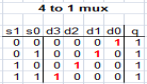 4 to 1 mux
s1 s0 d3 d2 d1 d0 q
0 0 0 0 0 1 1
0 1 0 0 1 0 1
1 0 0 1 0 0 1
1 1 1 0 0 0 1